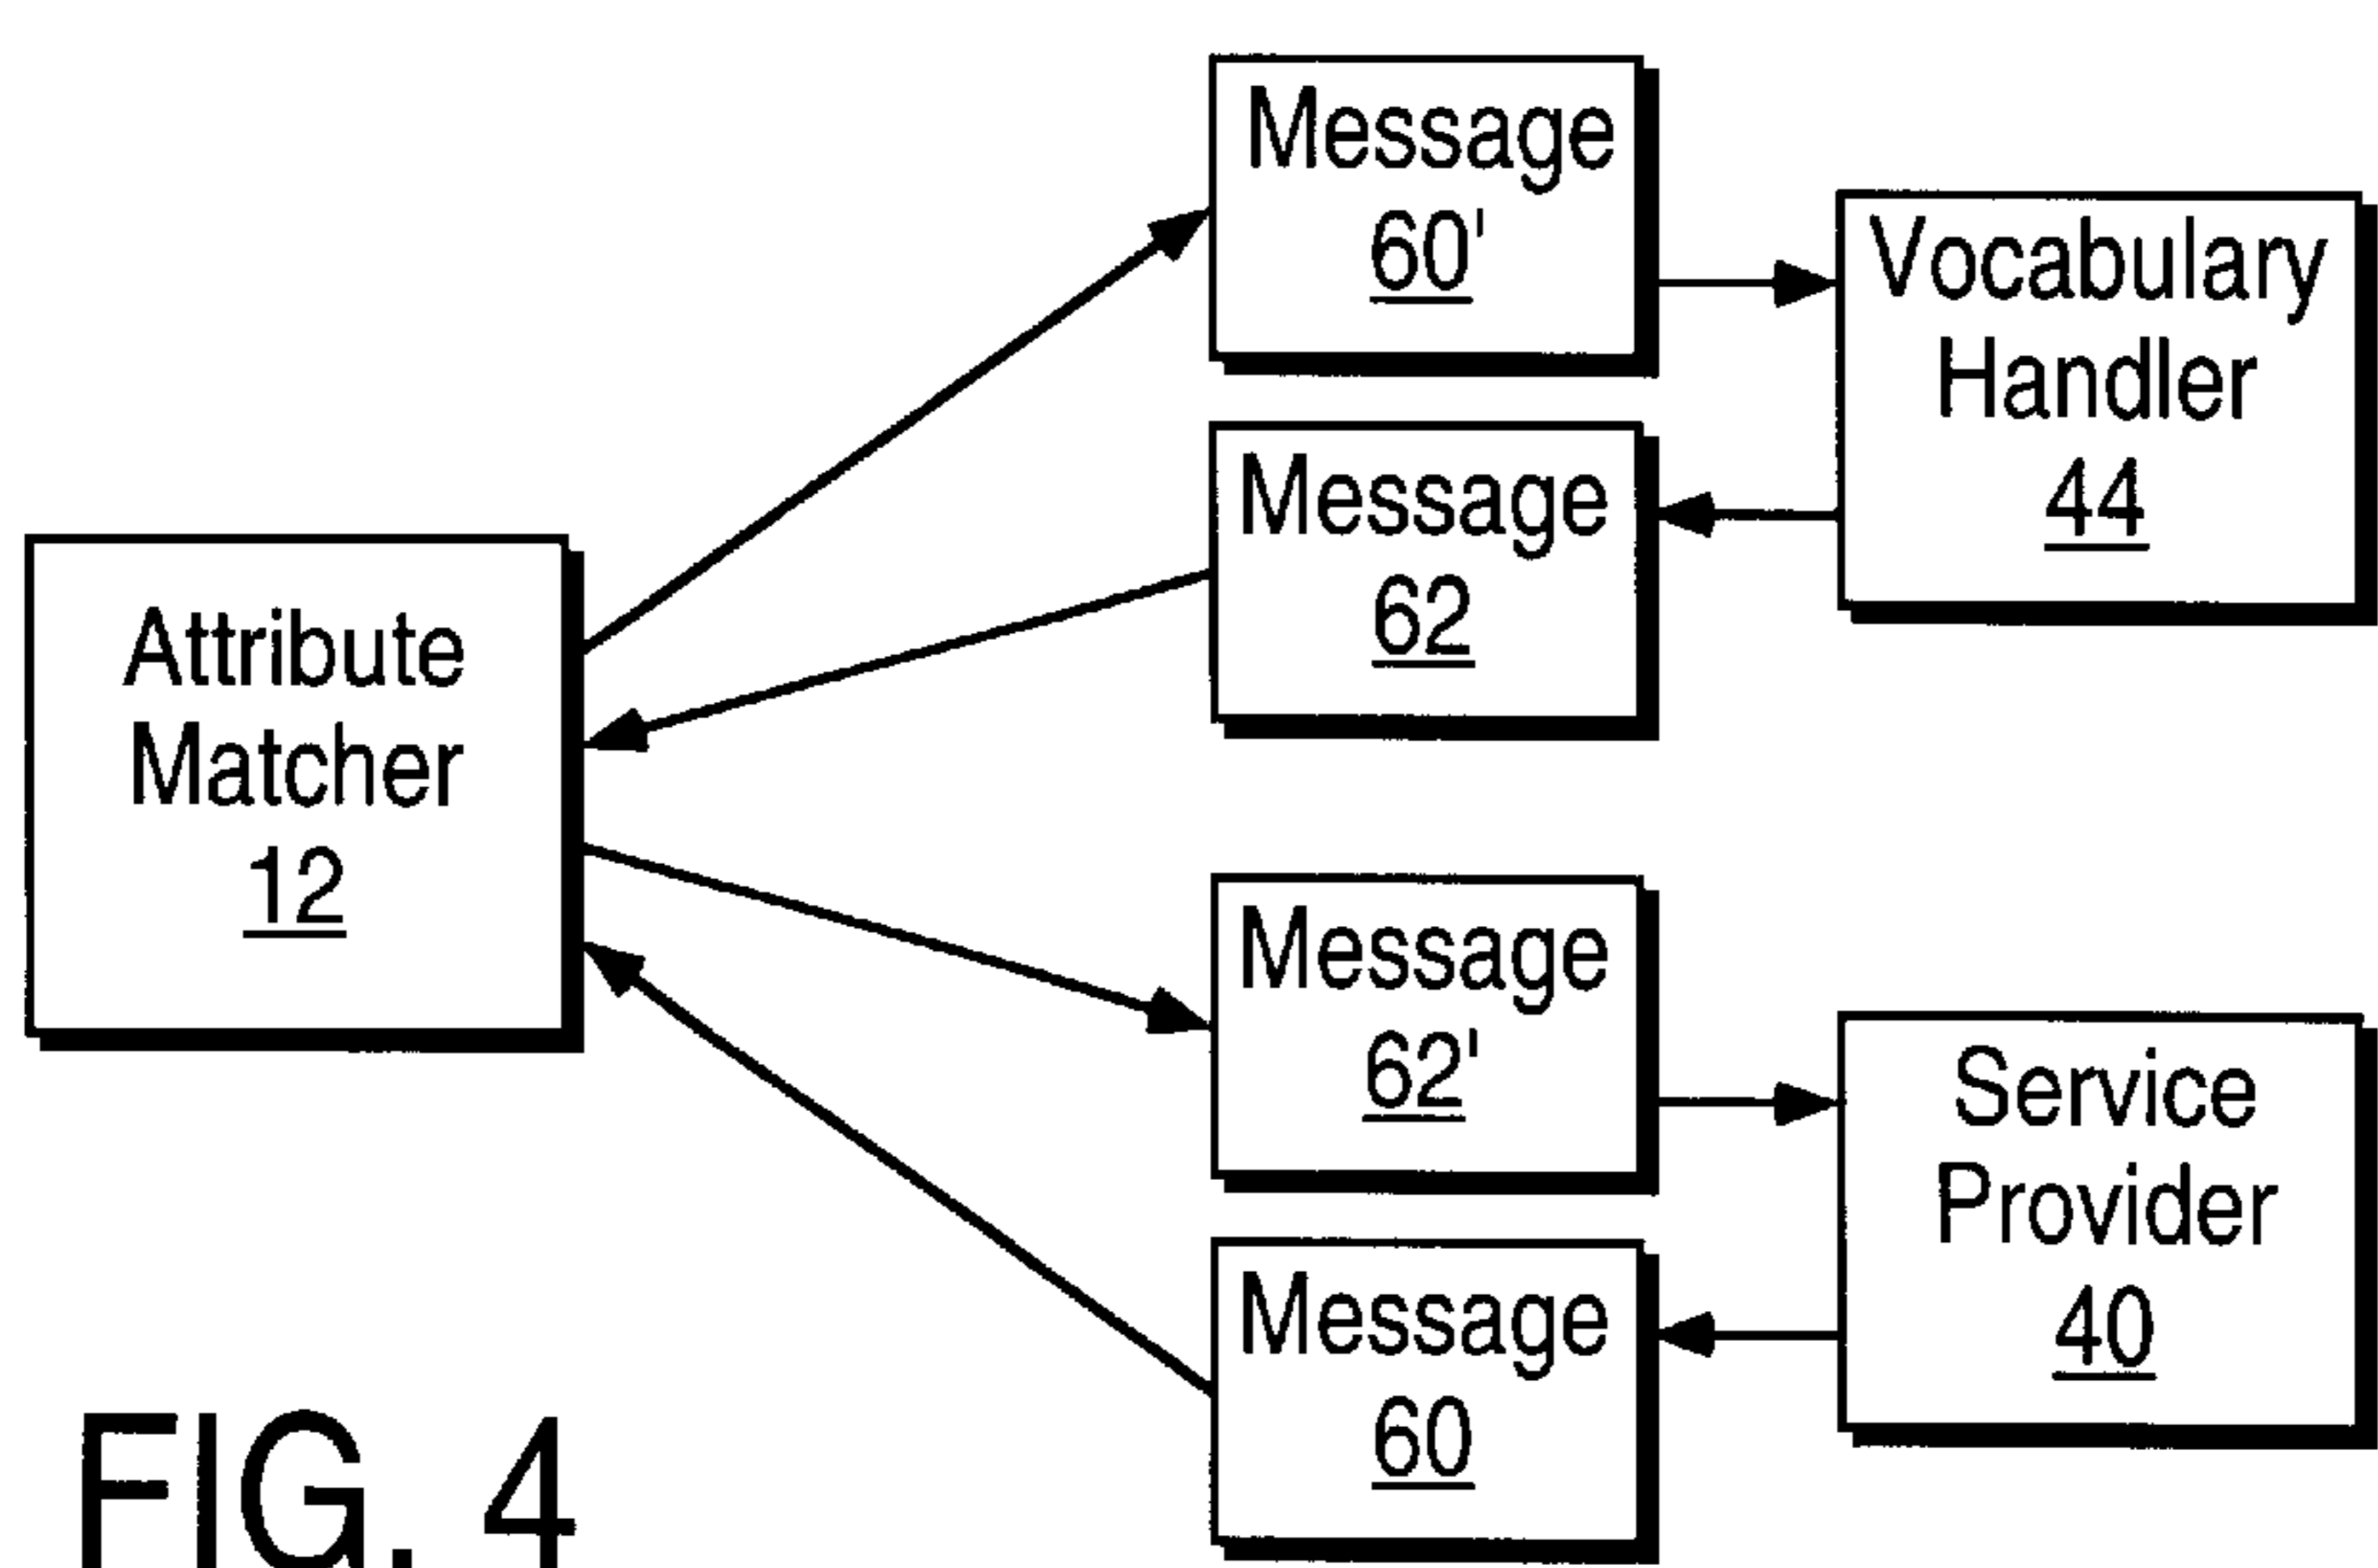 Message
60'
Vocabulary
Handler
44
Message
62
Attribute
Matcher
12
Message
62'
Service
Provider
40
Message
60
FIG. 4